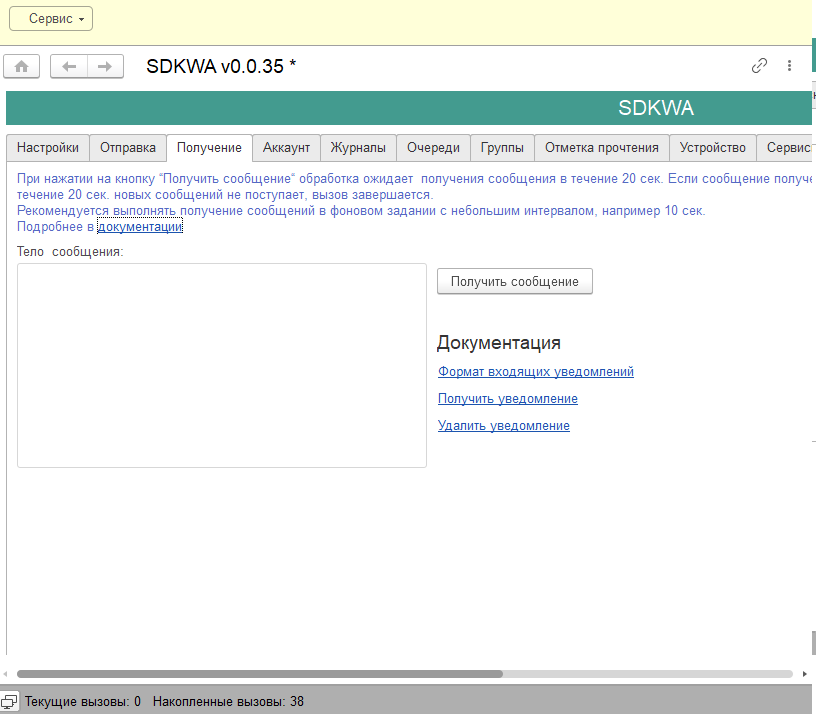 Сервис
SDKWA v0.0.35 *
SDKWA
Настройки Отправка Получение Аккаунт Журналы Очереди Группы Отметка прочтения Устройство Сервис
При нажатии на кнопку “Получить сообщение“ обработка ожидает получения сообщения в течение 20 сек. Если сообщение получе
течение 20 сек. новых сообщений не поступает, вызов завершается.
Рекомендуется выполнять получение сообщений в фоновом задании с небольшим интервалом, например 10 сек.
Подробнее в документации
Тело сообщения:
Получить сообщение
Документация
Формат входящих уведомлений
Получить уведомление
Удалить уведомление
Текущие вызовы: 0 Накопленные вызовы: 38